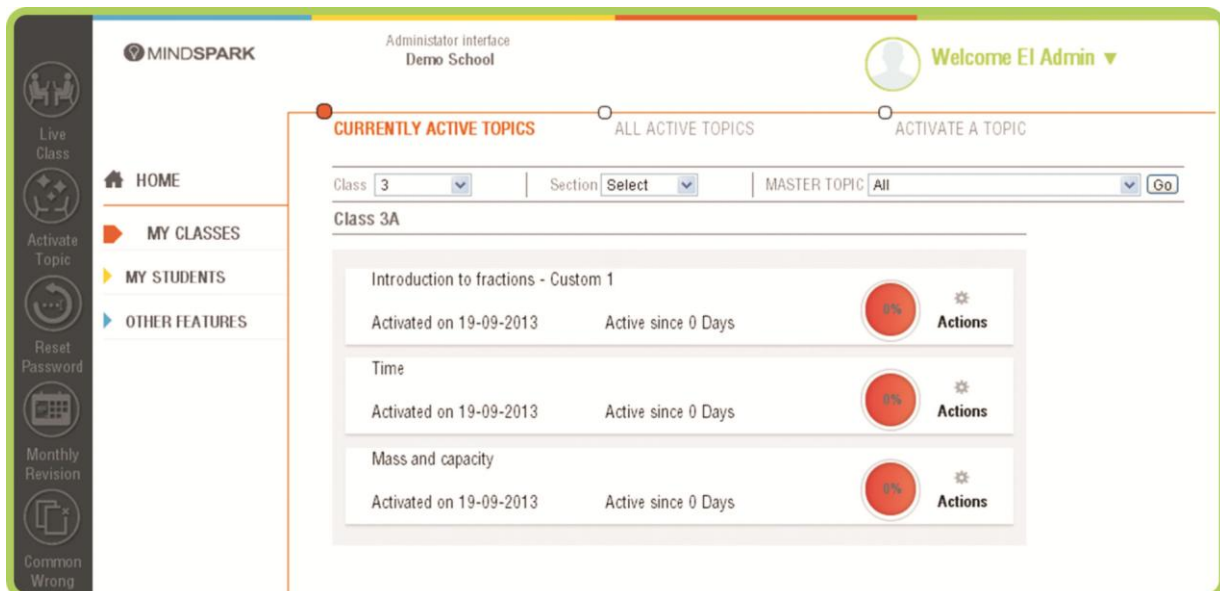 MINDSPARK
Administator interface
Demo School
Welcome El Admin
Live
Class
Activate
Topic
Reset
Password
Monthly
Revision
Common
Wrong
HOME
MY CLASSES
MY STUDENTS
OTHER FEATURES
CURRENTLY ACTIVE TOPICS
ALL ACTIVE TOPICS
ACTIVATE A TOPIC
Class 3 Section Select MASTER TOPIC All Go
Class 3A
Introduction to fractions - Custom 1
Activated on 19-09-2013 Active since 0 Days 0% Actions
Time
Activated on 19-09-2013 Active since 0 Days 0% Actions
Mass and capacity
Activated on 19-09-2013 Active since 0 Days 0% Actions